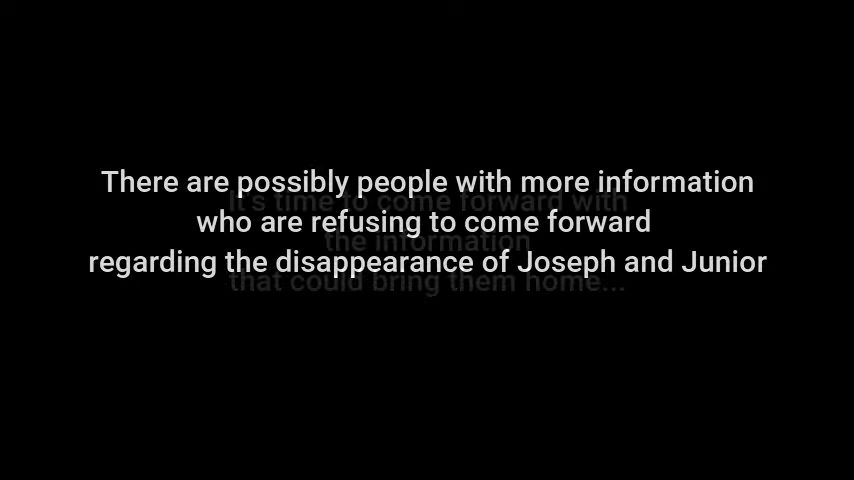 There are possibly people with more information
who are refusing to come forward
regarding the disappearance of Joseph and Junior
It's time to come forward with
the information
that could bring them home...